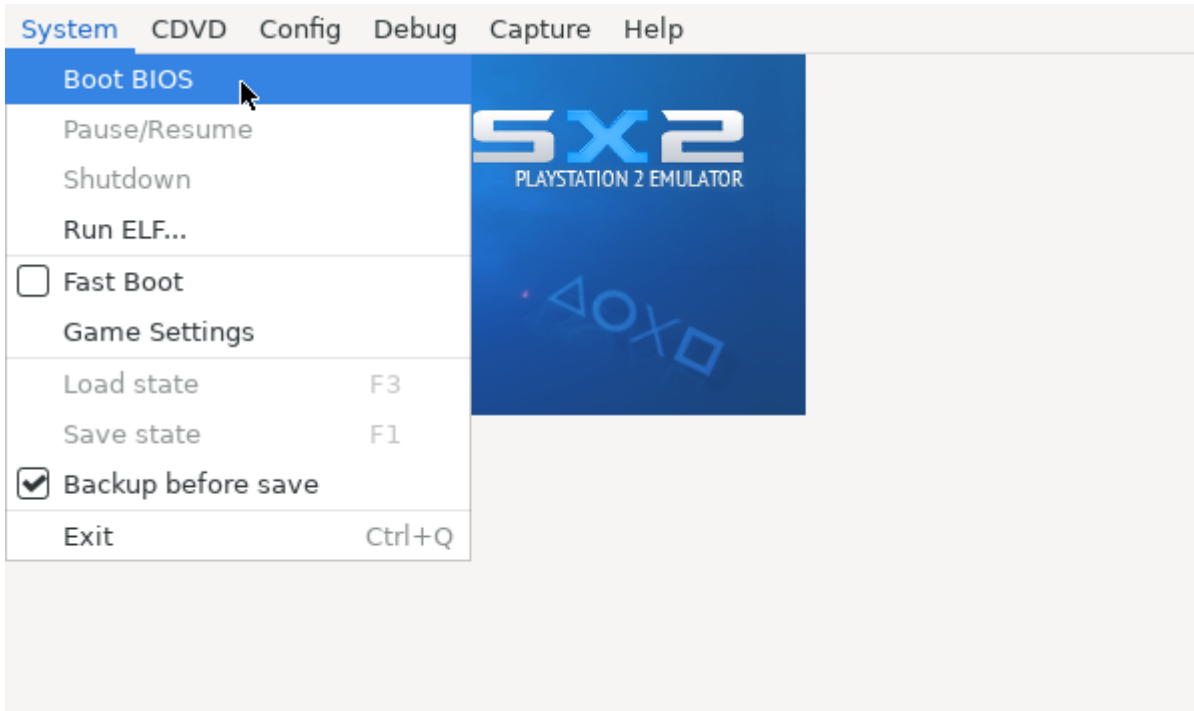 System CDVD Config Debug Capture Help
Boot BIOS
Pause/Resume
Shutdown
Run ELF...
Fast Boot
Game Settings
Load state F3
Save state F1
Backup before save
Exit Ctrl+Q
SX2
PLAYSTATION 2 EMULATOR